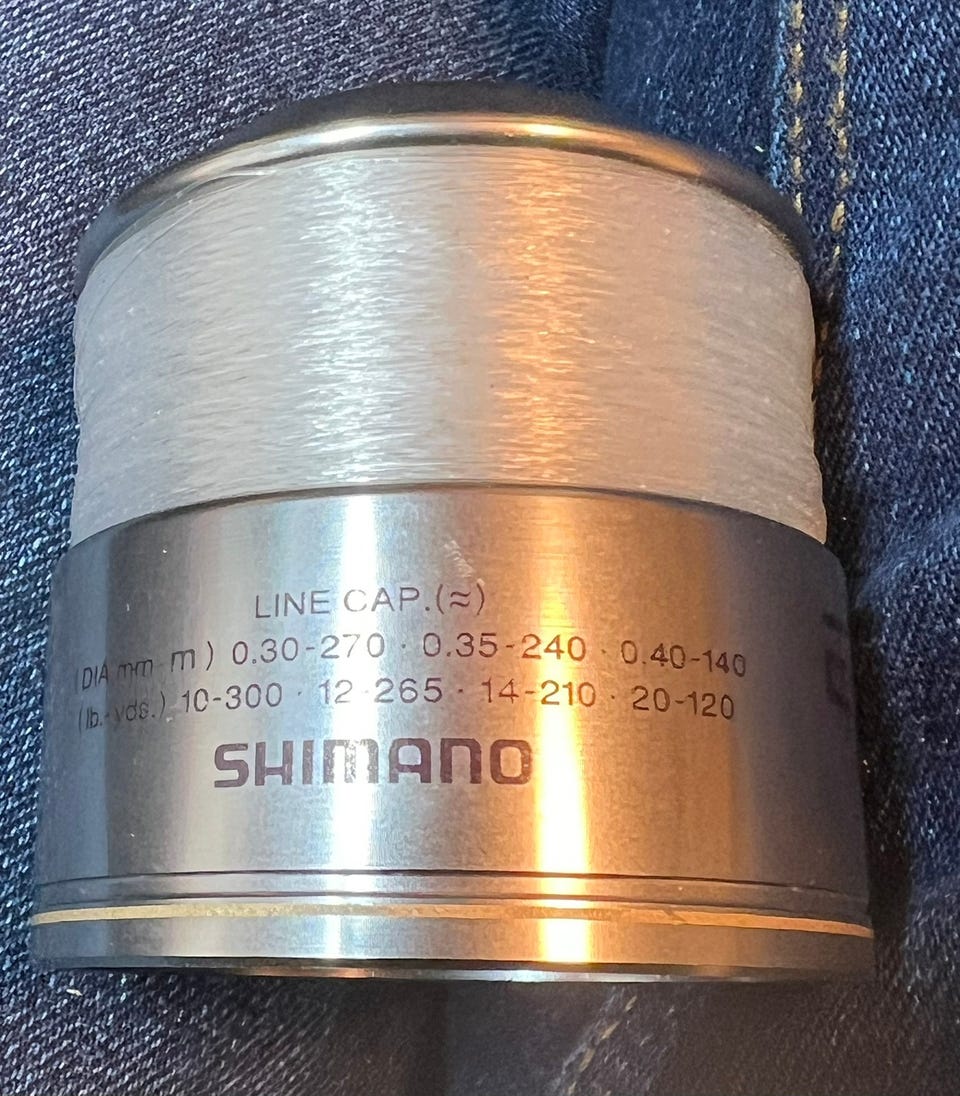 LINE CAP.(≈)
(DIA mm-m) 0.30-270 · 0.35-240 · 0.40-140
(lb.-yds.) 10-300 · 12-265 · 14-210 · 20-120
SHIMANO